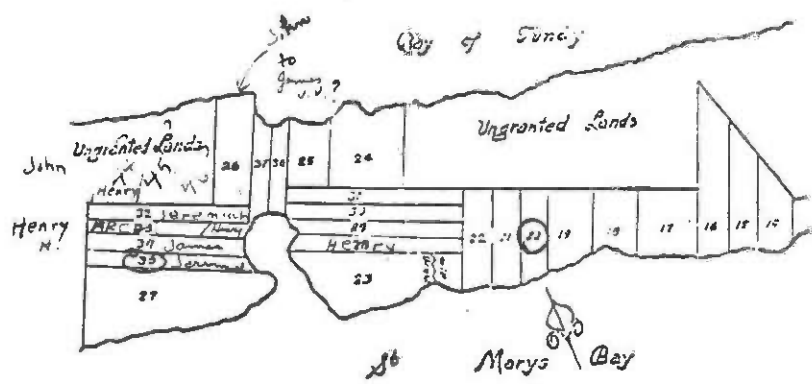 John
to
James
Bay of Fundy
Ungranted Lands
Ungranted Lands
John
Henry
26
25
24
31
Henry
32 Jeremiah
33
Henry
29
34 James
HENRY
35
27
23
22
21
20
19
18
17
16
15
14
St Marys Bay